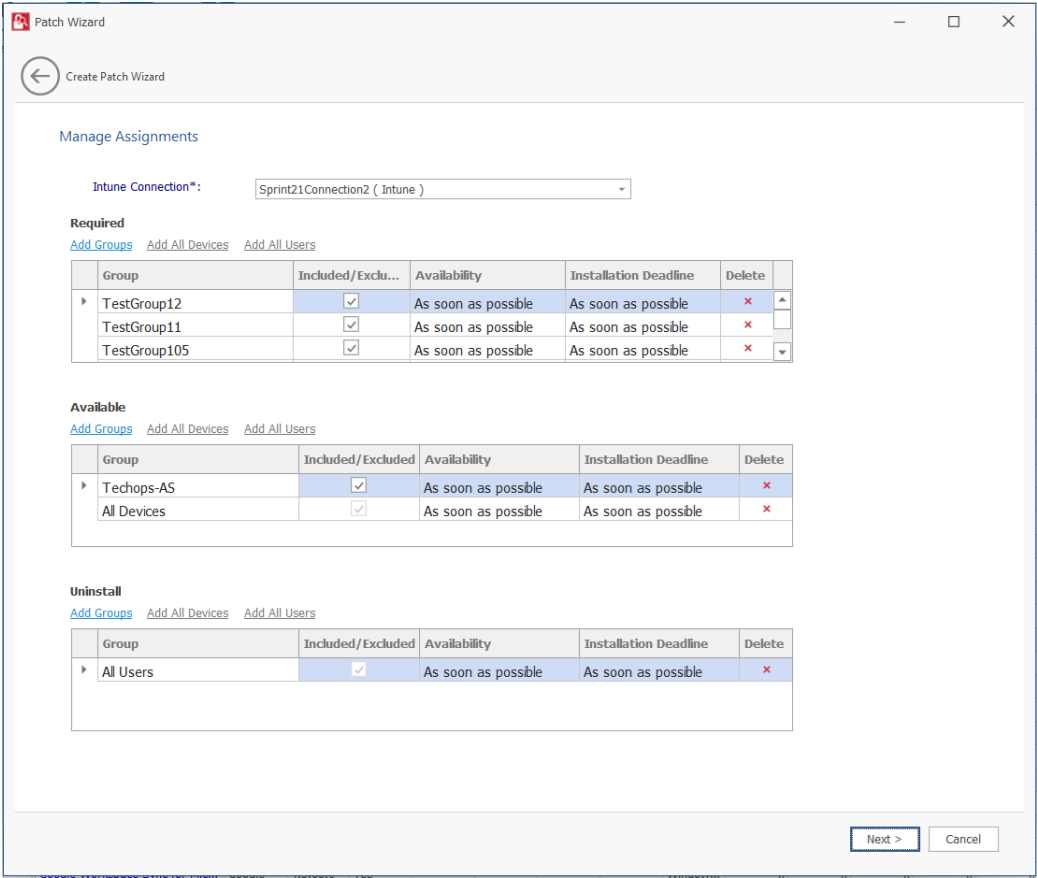 Patch Wizard
Create Patch Wizard
Manage Assignments
Intune Connection*: Sprint21Connection2 ( Intune )
Required
Add Groups Add All Devices Add All Users
Group Included/Exclu... Availability Installation Deadline Delete
TestGroup12 As soon as possible As soon as possible
TestGroup11 As soon as possible As soon as possible
TestGroup105 As soon as possible As soon as possible
Available
Add Groups Add All Devices Add All Users
Group Included/Excluded Availability Installation Deadline Delete
Techops-AS As soon as possible As soon as possible
All Devices As soon as possible As soon as possible
Uninstall
Add Groups Add All Devices Add All Users
Group Included/Excluded Availability Installation Deadline Delete
All Users As soon as possible As soon as possible
Next > Cancel